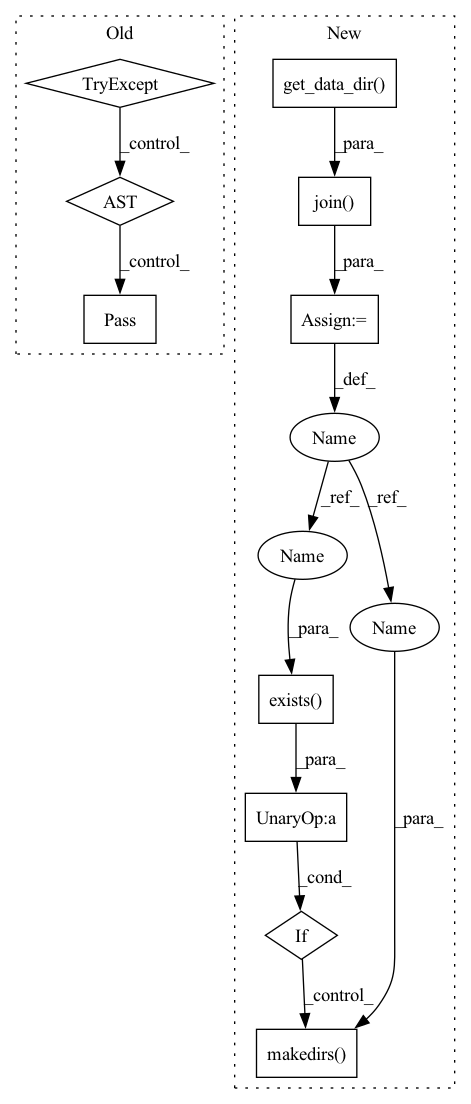 Old
New
TryExcept
get_data_dir()
_control_
_para_
AST
join()
_control_
_para_
Pass
Assign:=
_def_
Name
_ref_
_ref_
Name
Name
_para_
exists()
_para_
UnaryOp:a
_para_
_cond_
If
_control_
makedirs()